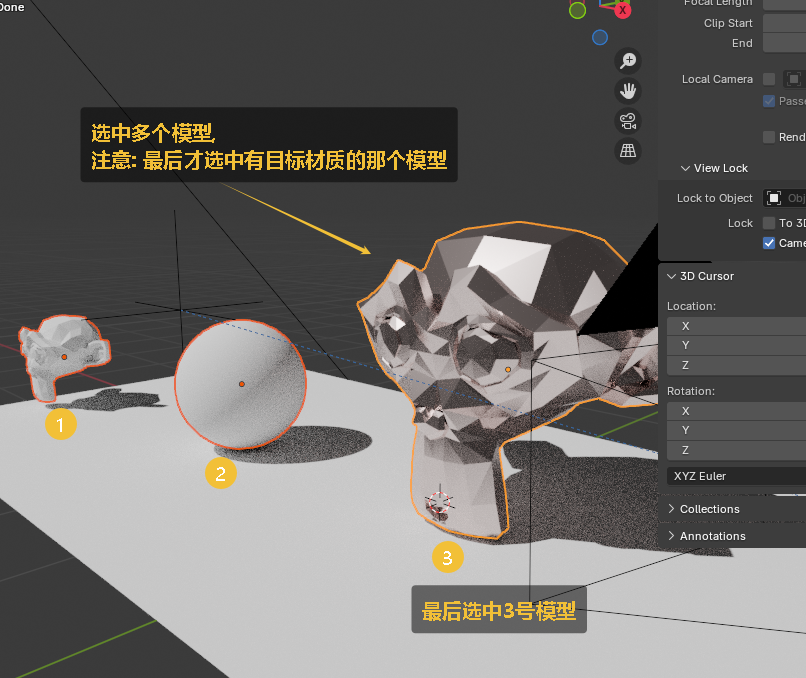 Done
X
Focal Length
Clip Start
End
Local Camera
Passe
Rend
View Lock
Lock to Object
Obj
Lock
To 3D
Came
3D Cursor
Location:
X
Y
Z
Rotation:
X
Y
Z
XYZ Euler
Collections
Annotations
选中多个模型,
注意: 最后才选中有目标材质的那个模型
1
2
3
最后选中3号模型